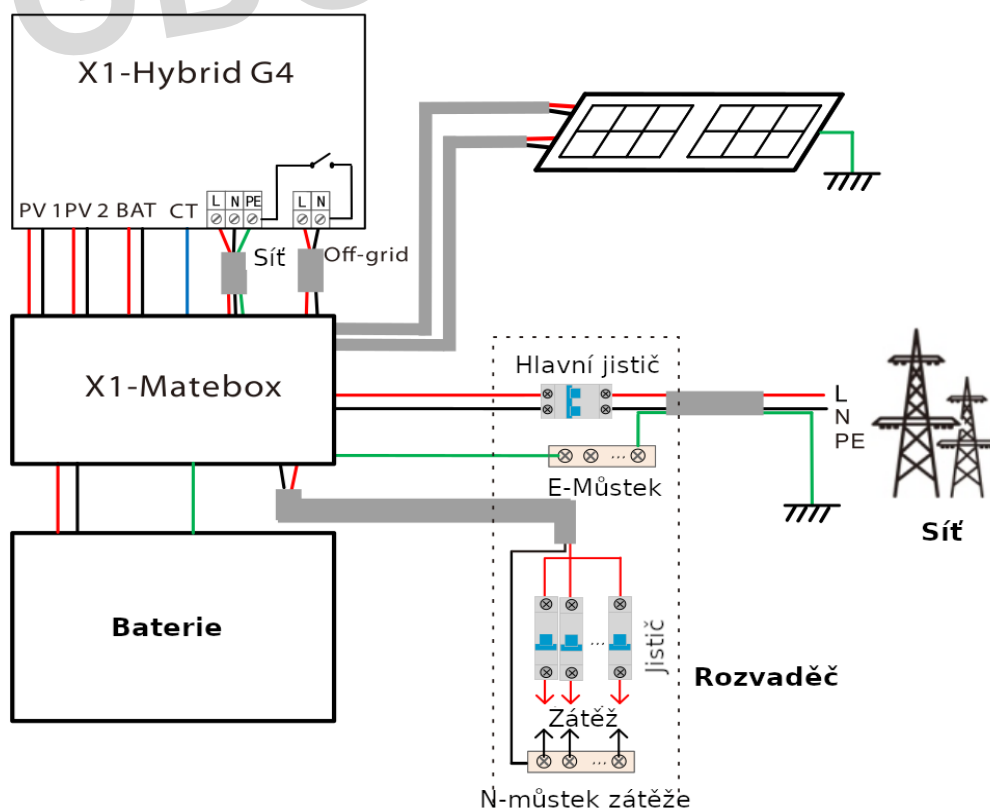 X1-Hybrid G4
L N PE
L N
PV 1 PV 2 BAT CT
Síť
Off-grid
X1-Matebox
Hlavní jistič
L
N
PE
...
E-Můstek
Síť
Baterie
...
Jistič
Rozvaděč
Zátěž
...
N-můstek zátěže